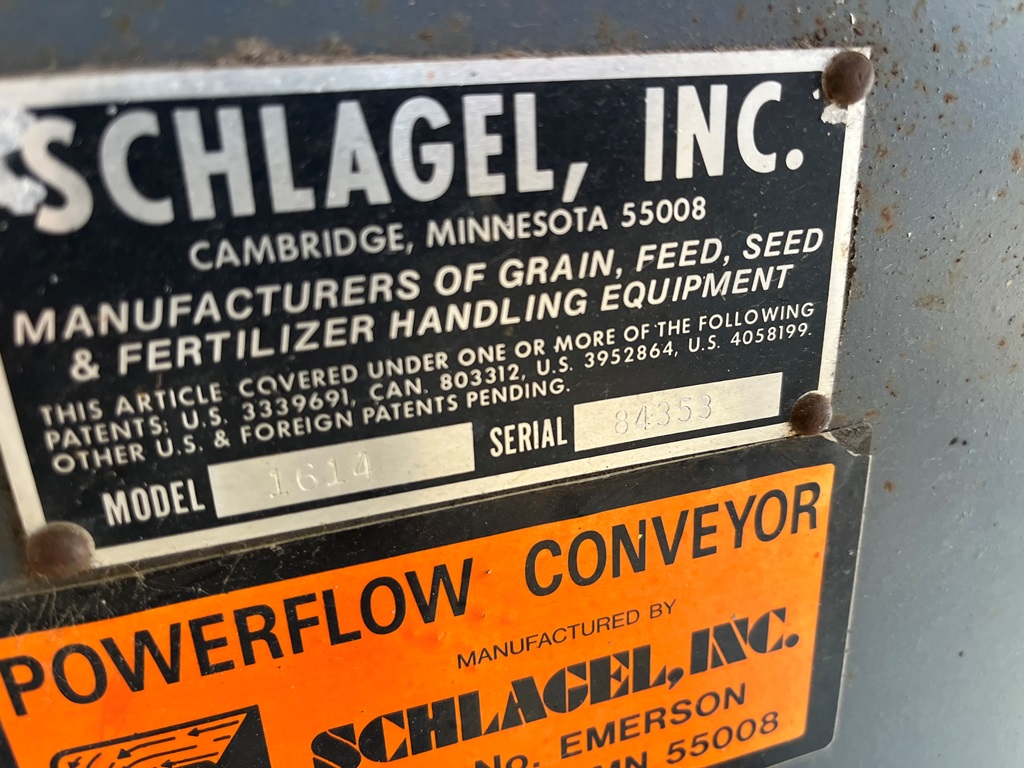 SCHLAGEL, INC.
CAMBRIDGE, MINNESOTA 55008
MANUFACTURERS OF GRAIN, FEED, SEED
& FERTILIZER HANDLING EQUIPMENT
THIS ARTICLE COVERED UNDER ONE OR MORE OF THE FOLLOWING
PATENTS: U.S. 3339691, CAN. 803312, U.S. 3952864, U.S. 4058199.
OTHER U.S. & FOREIGN PATENTS PENDING.
MODEL 1614 SERIAL 84353
POWERFLOW CONVEYOR
MANUFACTURED BY
SCHLAGEL, INC.
No. EMERSON
MN 55008